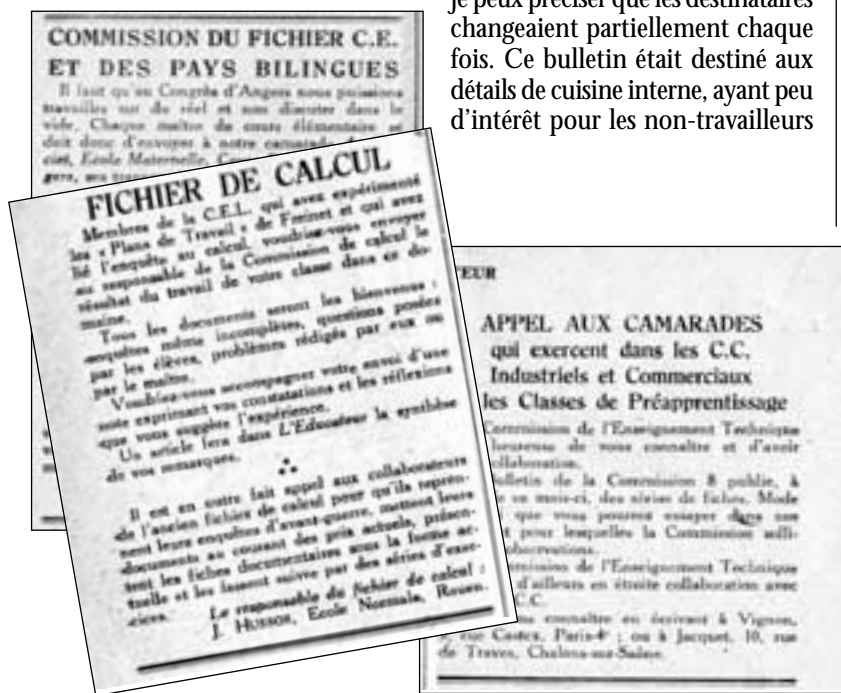 je peux préciser que les destinataires
changeaient partiellement chaque
fois. Ce bulletin était destiné aux
détails de cuisine interne, ayant peu
d'intérêt pour les non-travailleurs
COMMISSION DU FICHIER C.E.
ET DES PAYS BILINGUES
Il faut qu'au Congrès d'Angers nous puissions
travailler sur du réel et non discuter dans le
vide. Chaque maître de cours élémentaire se
doit donc d'envoyer à notre camarade
Ecole Maternelle,
FICHIER DE CALCUL
Membres de la C.E.L. qui avez expérimenté
les « Plans de Travail » de Freinet et qui avez
lié l'enquête au calcul, voudriez-vous envoyer
au responsable de la Commission de calcul le
résultat du travail de votre classe dans ce do-
maine.
Tous les documents seront les bienvenus :
enquêtes même incomplètes, questions posées
par les élèves, problèmes rédigés par eux ou
par le maître.
Voudriez-vous accompagner votre envoi d'une
note exprimant vos constatations et les réflexions
que vous suggère l'expérience.
Un article fera dans L'Educateur la synthèse
de vos remarques.
Il est en outre fait appel aux collaborateurs
de l'ancien fichier de calcul pour qu'ils repren-
nent leurs enquêtes d'avant-guerre, mettent leurs
documents au courant des prix actuels, présen-
tent les fiches documentaires sous la forme ac-
tuelle et les fassent suivre par des séries d'exer-
cices.
Le responsable du fichier de calcul :
J. HUSSON, Ecole Normale, Rouen.
TEUR
APPEL AUX CAMARADES
qui exercent dans les C.C.
Industriels et Commerciaux
les Classes de Préapprentissage
Commission de l'Enseignement Technique
heureuse de vous connaître et d'avoir
collaboration.
Bulletin de la Commission 8 publie, à
ce mois-ci, des séries de fiches, Mode
que vous pourrez essayer dans une
pour lesquelles la Commission solli-
observations.
Commission de l'Enseignement Technique
d'ailleurs en étroite collaboration avec
C.C.
connaître en écrivant à Vignon,
rue Castex, Paris-4e ; ou à Jacquet, 10, rue
de Traves, Chalon-sur-Saône.